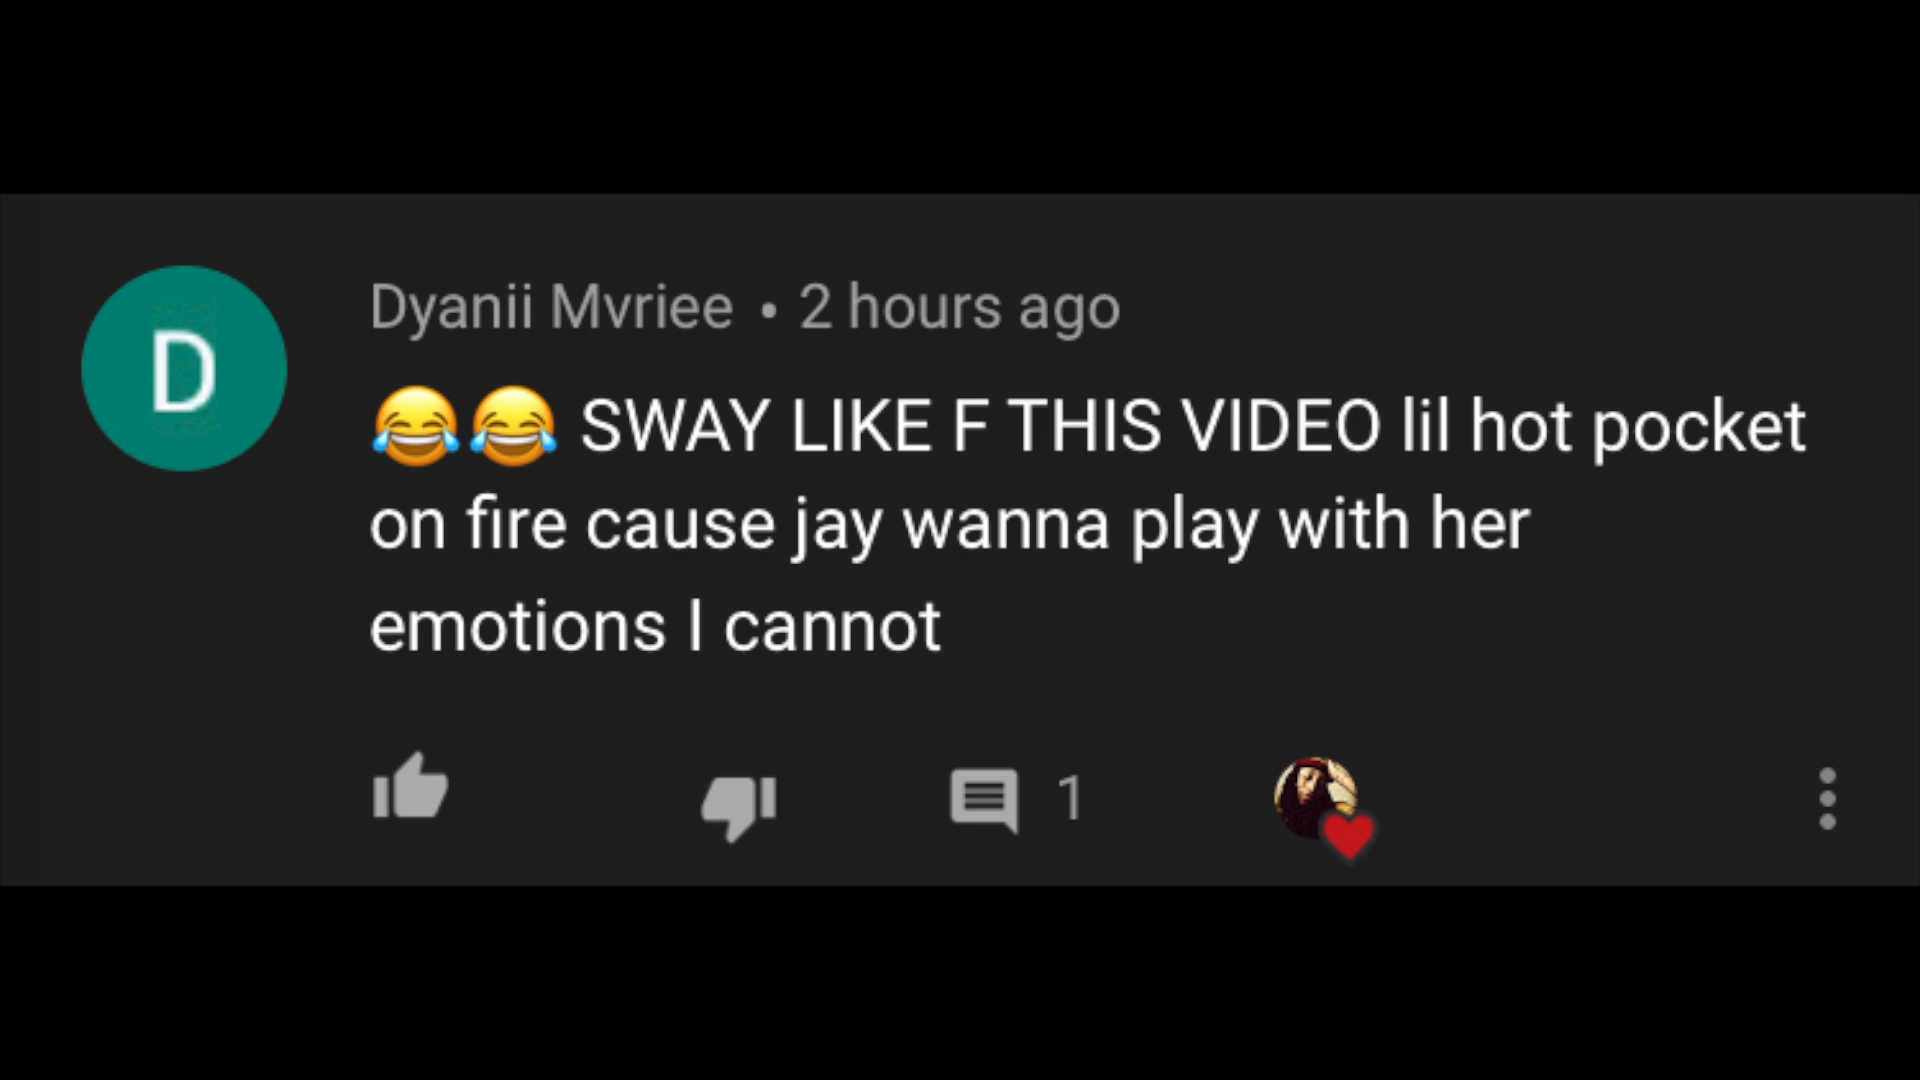 D
Dyanii Mvriee • 2 hours ago
😂😂 SWAY LIKE F THIS VIDEO lil hot pocket
on fire cause jay wanna play with her
emotions I cannot
1